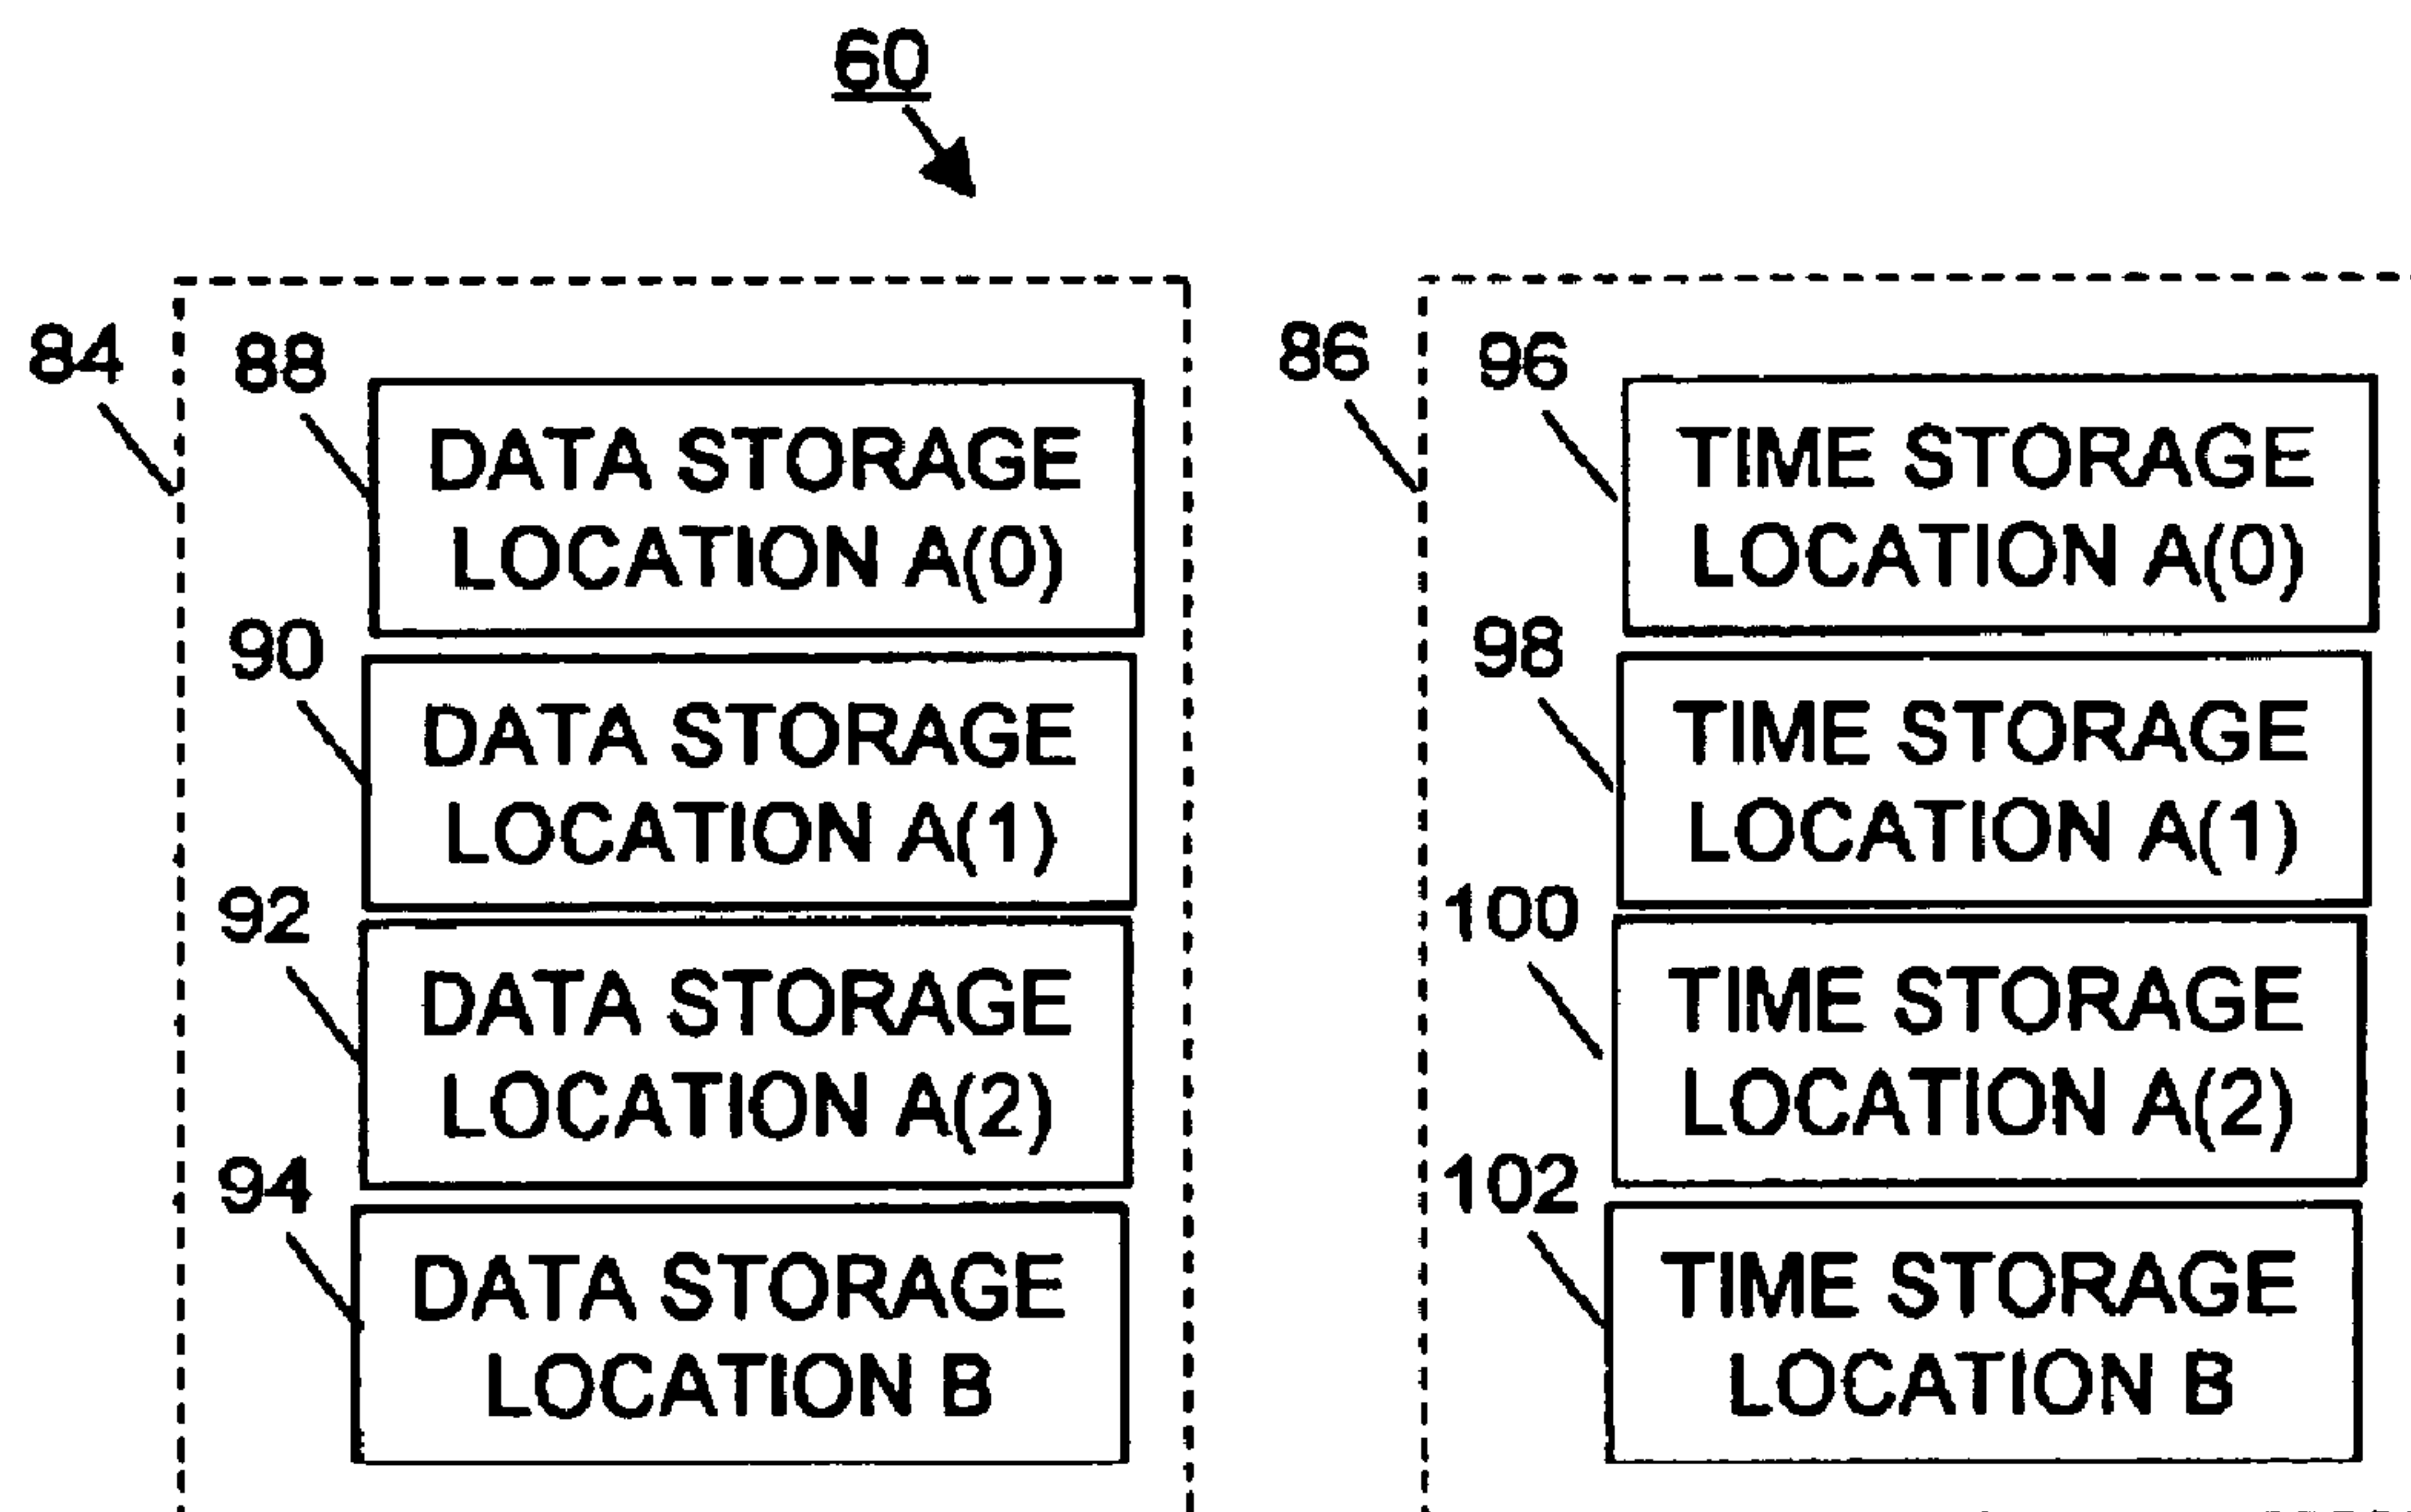 60
84
88
DATA STORAGE
LOCATION A(0)
90
DATA STORAGE
LOCATION A(1)
92
DATA STORAGE
LOCATION A(2)
94
DATA STORAGE
LOCATION B
86
96
TIME STORAGE
LOCATION A(0)
98
TIME STORAGE
LOCATION A(1)
100
TIME STORAGE
LOCATION A(2)
102
TIME STORAGE
LOCATION B